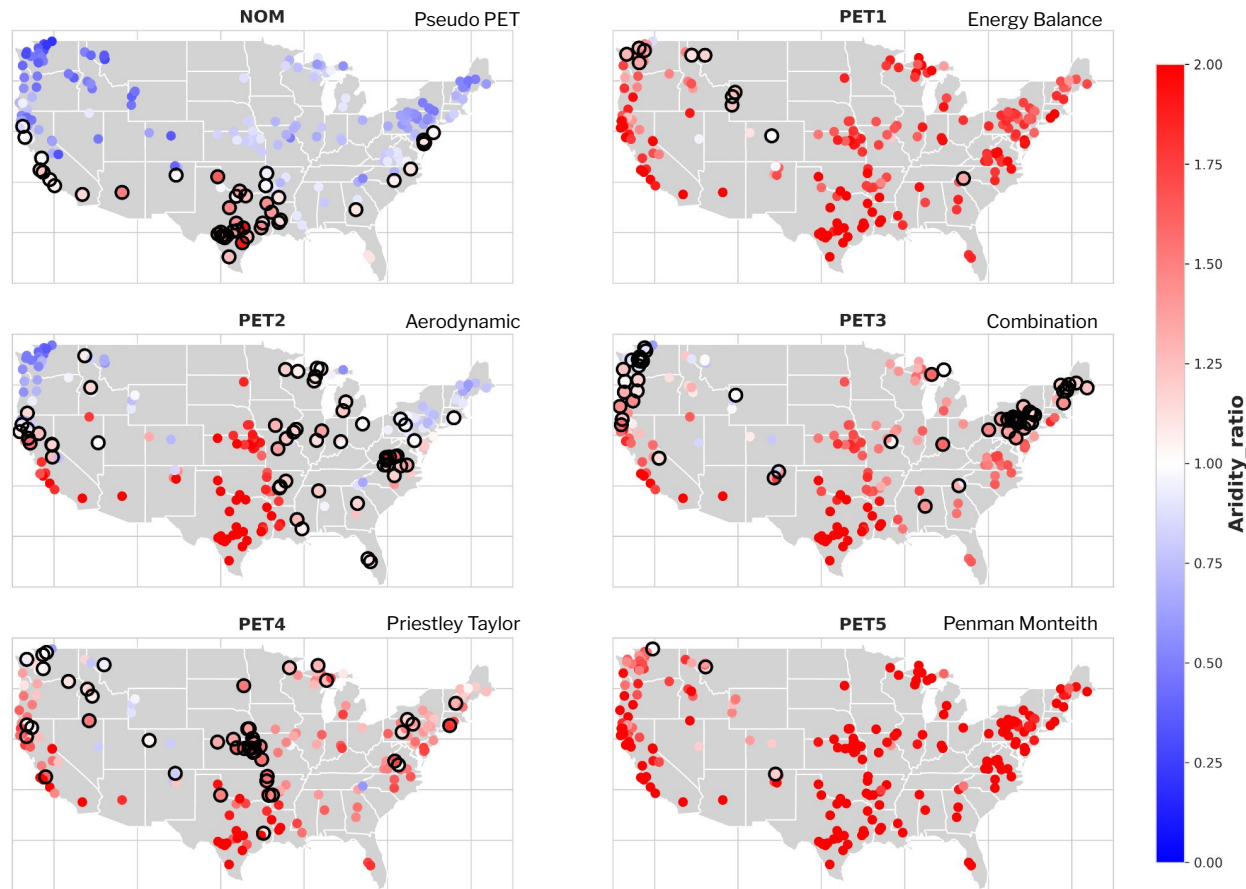 NOM Pseudo PET
PET1 Energy Balance
PET2 Aerodynamic
PET3 Combination
PET4 Priestley Taylor
PET5 Penman Monteith
2.00
1.75
1.50
1.25
1.00
0.75
0.50
0.25
0.00
Aridity_ratio